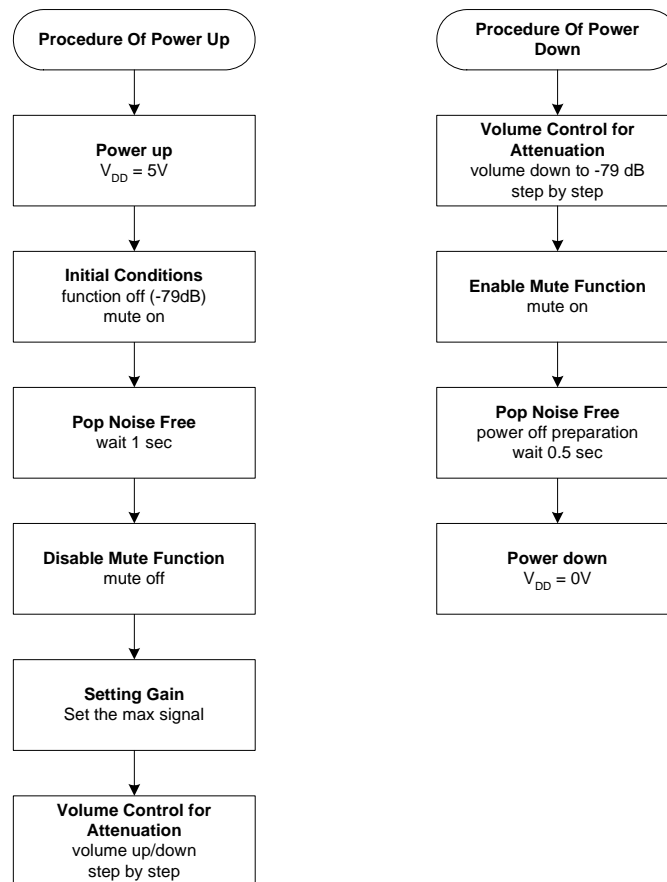 Procedure Of Power Up
Power up
V_DD = 5V
Initial Conditions
function off (-79dB)
mute on
Pop Noise Free
wait 1 sec
Disable Mute Function
mute off
Setting Gain
Set the max signal
Volume Control for
Attenuation
volume up/down
step by step
Procedure Of Power
Down
Volume Control for
Attenuation
volume down to -79 dB
step by step
Enable Mute Function
mute on
Pop Noise Free
power off preparation
wait 0.5 sec
Power down
V_DD = 0V